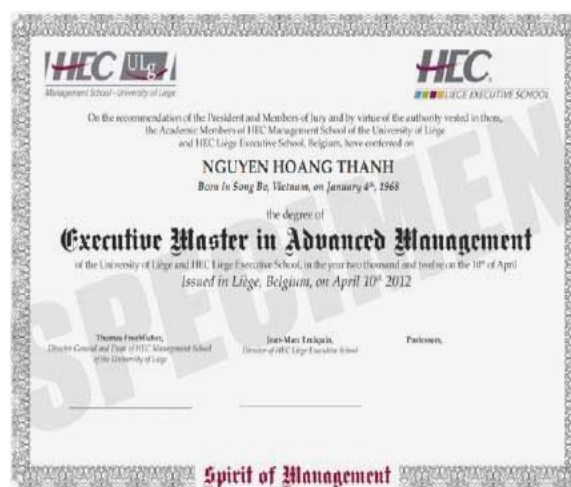 HEC ULg
Management School - University of Liège
HEC
LIEGE EXECUTIVE SCHOOL
On the recommendation of the President and Members of Jury and by virtue of the authority vested in them,
the Academic Members of HEC Management School of the University of Liège
and HEC Liège Executive School, Belgium, have conferred on
NGUYEN HOANG THANH
Born in Song Be, Vietnam, on January 4th, 1968
the degree of
Executive Master in Advanced Management
of the University of Liège and HEC Liège Executive School, in the year two thousand and twelve on the 10th of April
Issued in Liège, Belgium, on April 10th 2012
Thomas Froehlicher,
Director General and Dean of HEC Management School
of the University of Liège
Jean-Marc
Director of HEC Liège Executive School
Professors,
SPECIMEN
Spirit of Management